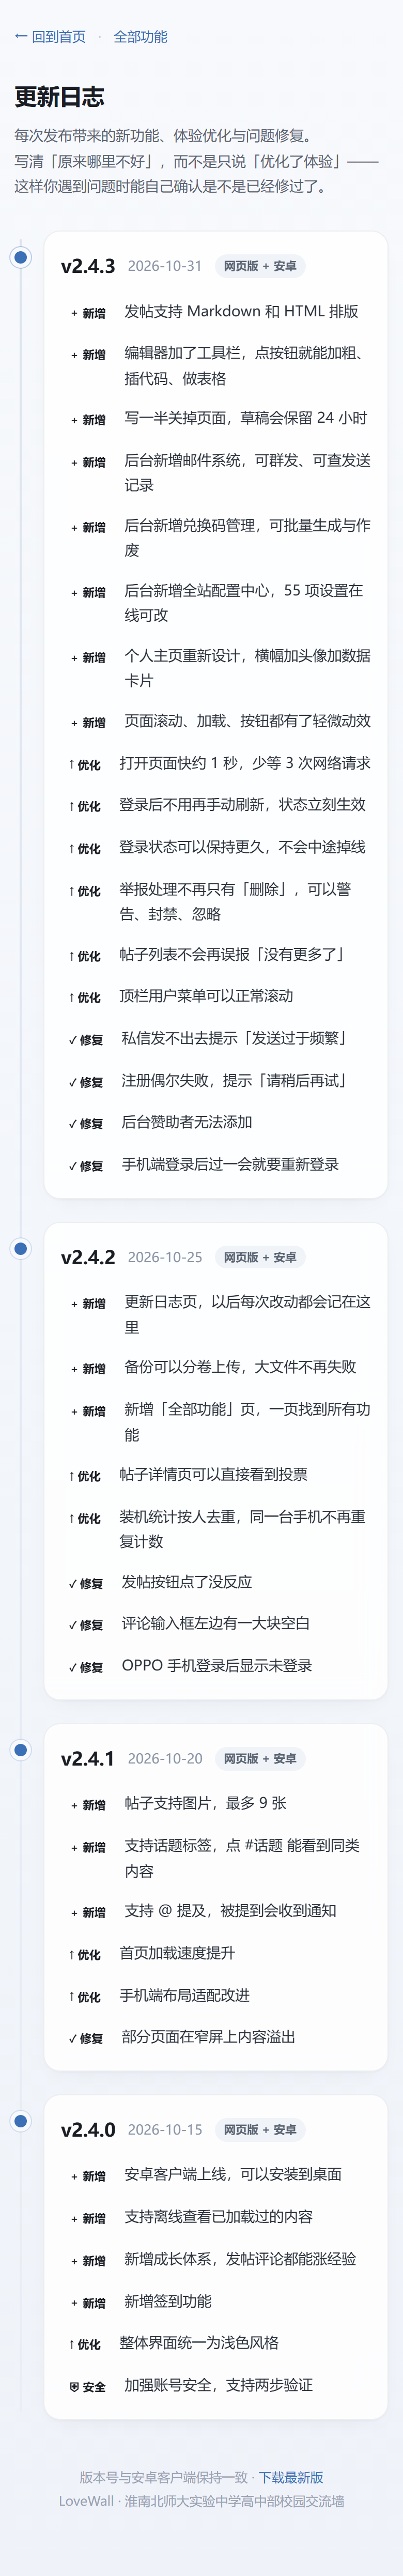 ← 回到首页 · 全部功能
更新日志
每次发布带来的新功能、体验优化与问题修复。
写清「原来哪里不好」，而不是只说「优化了体验」——
这样你遇到问题时能自己确认是不是已经修过了。
v2.4.3 2026-10-31 网页版 + 安卓
+ 新增 发帖支持 Markdown 和 HTML 排版
+ 新增 编辑器加了工具栏，点按钮就能加粗、
插代码、做表格
+ 新增 写一半关掉页面，草稿会保留 24 小时
+ 新增 后台新增邮件系统，可群发、可查发送
记录
+ 新增 后台新增兑换码管理，可批量生成与作
废
+ 新增 后台新增全站配置中心，55 项设置在
线可改
+ 新增 个人主页重新设计，横幅加头像加数据
卡片
+ 新增 页面滚动、加载、按钮都有了轻微动效
↑ 优化 打开页面快约 1 秒，少等 3 次网络请求
↑ 优化 登录后不用再手动刷新，状态立刻生效
↑ 优化 登录状态可以保持更久，不会中途掉线
↑ 优化 举报处理不再只有「删除」，可以警
告、封禁、忽略
↑ 优化 帖子列表不会再误报「没有更多了」
↑ 优化 顶栏用户菜单可以正常滚动
✓ 修复 私信发不出去提示「发送过于频繁」
✓ 修复 注册偶尔失败，提示「请稍后再试」
✓ 修复 后台赞助者无法添加
✓ 修复 手机端登录后过一会就要重新登录
v2.4.2 2026-10-25 网页版 + 安卓
+ 新增 更新日志页，以后每次改动都会记在这
里
+ 新增 备份可以分卷上传，大文件不再失败
+ 新增 新增「全部功能」页，一页找到所有功
能
↑ 优化 帖子详情页可以直接看到投票
↑ 优化 装机统计按人去重，同一台手机不再重
复计数
✓ 修复 发帖按钮点了没反应
✓ 修复 评论输入框左边有一大块空白
✓ 修复 OPPO 手机登录后显示未登录
v2.4.1 2026-10-20 网页版 + 安卓
+ 新增 帖子支持图片，最多 9 张
+ 新增 支持话题标签，点 #话题 能看到同类
内容
+ 新增 支持 @ 提及，被提到会收到通知
↑ 优化 首页加载速度提升
↑ 优化 手机端布局适配改进
✓ 修复 部分页面在窄屏上内容溢出
v2.4.0 2026-10-15 网页版 + 安卓
+ 新增 安卓客户端上线，可以安装到桌面
+ 新增 支持离线查看已加载过的内容
+ 新增 新增成长体系，发帖评论都能涨经验
+ 新增 新增签到功能
↑ 优化 整体界面统一为浅色风格
⛨ 安全 加强账号安全，支持两步验证
版本号与安卓客户端保持一致 · 下载最新版
LoveWall · 淮南北师大实验中学高中部校园交流墙